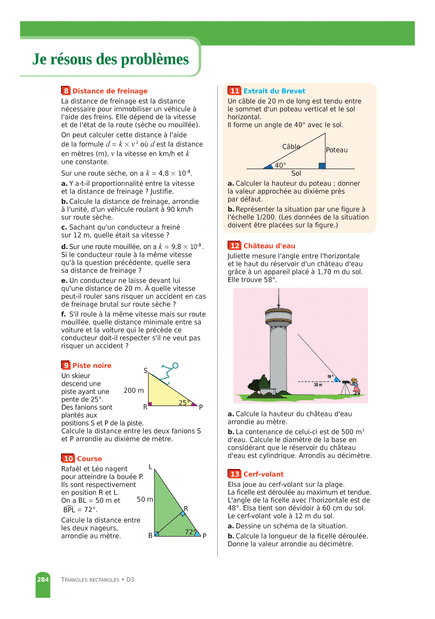 Je résous des problèmes
8 Distance de freinage
La distance de freinage est la distance
nécessaire pour immobiliser un véhicule à
l'aide des freins. Elle dépend de la vitesse
et de l'état de la route (sèche ou mouillée).
On peut calculer cette distance à l'aide
de la formule d = k × v² où d est la distance
en mètres (m), v la vitesse en km/h et k
une constante.
Sur une route sèche, on a k = 4,8 × 10⁻³.
a. Y a-t-il proportionnalité entre la vitesse
et la distance de freinage ? Justifie.
b. Calcule la distance de freinage, arrondie
à l'unité, d'un véhicule roulant à 90 km/h
sur route sèche.
c. Sachant qu'un conducteur a freiné
sur 12 m, quelle était sa vitesse ?
d. Sur une route mouillée, on a k = 9,8 × 10⁻³.
Si le conducteur roule à la même vitesse
qu'à la question précédente, quelle sera
sa distance de freinage ?
e. Un conducteur ne laisse devant lui
qu'une distance de 20 m. À quelle vitesse
peut-il rouler sans risquer un accident en cas
de freinage brutal sur route sèche ?
f. S'il roule à la même vitesse mais sur route
mouillée, quelle distance minimale entre sa
voiture et la voiture qui le précède ce
conducteur doit-il respecter s'il ne veut pas
risquer un accident ?
9 Piste noire
Un skieur
descend une
piste ayant une
pente de 25°.
Des fanions sont
plantés aux
positions S et P de la piste.
Calcule la distance entre les deux fanions S
et P arrondie au dixième de mètre.
S
200 m
R
25°
P
10 Course
Rafaël et Léo nagent
pour atteindre la bouée P.
Ils sont respectivement
en position R et L.
On a BL = 50 m et
BPL = 72°.
Calcule la distance entre
les deux nageurs,
arrondie au mètre.
L
50 m
R
72°
B
P
11 Extrait du Brevet
Un câble de 20 m de long est tendu entre
le sommet d'un poteau vertical et le sol
horizontal.
Il forme un angle de 40° avec le sol.
Câble
Poteau
40°
Sol
a. Calculer la hauteur du poteau ; donner
la valeur approchée au dixième près
par défaut.
b. Représenter la situation par une figure à
l'échelle 1/200. (Les données de la situation
doivent être placées sur la figure.)
12 Château d'eau
Juliette mesure l'angle entre l'horizontale
et le haut du réservoir d'un château d'eau
grâce à un appareil placé à 1,70 m du sol.
Elle trouve 58°.
58°
a. Calcule la hauteur du château d'eau
arrondie au mètre.
b. La contenance de celui-ci est de 500 m³
d'eau. Calcule le diamètre de la base en
considérant que le réservoir du château
d'eau est cylindrique. Arrondis au décimètre.
13 Cerf-volant
Elsa joue au cerf-volant sur la plage.
La ficelle est déroulée au maximum et tendue.
L'angle de la ficelle avec l'horizontale est de
48°. Elsa tient son dévidoir à 60 cm du sol.
Le cerf-volant vole à 12 m du sol.
a. Dessine un schéma de la situation.
b. Calcule la longueur de la ficelle déroulée.
Donne la valeur arrondie au décimètre.
284 TRIANGLES RECTANGLES • D3